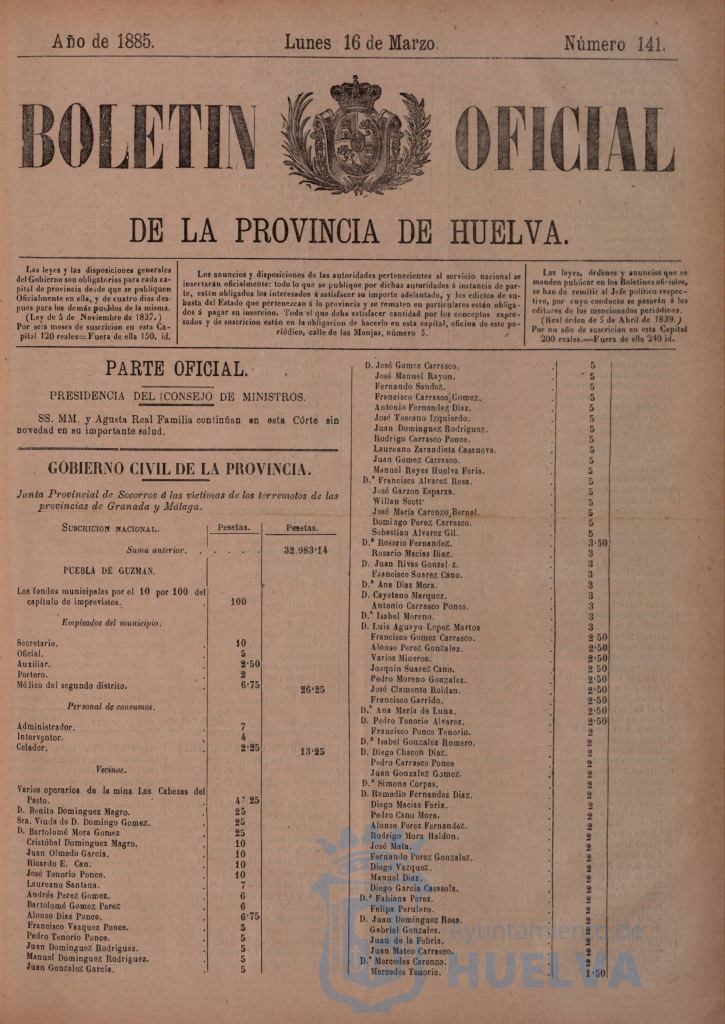 Año de 1885.
Lunes 16 de Marzo.
Número 141.
BOLETIN OFICIAL
DE LA PROVINCIA DE HUELVA.
Las leyes y las disposiciones generales
del Gobierno son obligatorias para cada ca-
pital de provincia desde que se publiquen
Oficialmente en ella, y de cuatro dias des-
pues para los demás pueblos de la misma.
(Ley de 5 de Noviembre de 1837.)
Por seis meses de suscricion en esta Ca-
pital 120 reales=Fuera de ella 150, id.
Los anuncios y disposiciones de las autoridades pertenecientes al servicio nacional se
insertarán oficialmente: todo lo que se publique por dichas autoridades á instancia de par-
te, estén obligados los interesados á satisfacer su importe adelantado, y los edictos de su-
basta del Estado que pertenezcan á la provincia y se rematen en particulares están obliga-
dos á pagar su insercion. Todo el que deba satisfacer cantidad por los conceptos expre-
sados y de suscricion están en la obligacion de hacerlo en esta capital, oficina de este pe-
riódico, calle de las Monjas, número 5.
Las leyes, órdenes y anuncios que se
manden publicar en los Boletines oficiales,
se han de remitir al Jefe político respec-
tivo, por cuyo conducto se pasarán á los
editores de los mencionados periódicos.
(Real órden de 5 de Abril de 1839.)
Por un año de suscricion en esta Capital
200 reales.=Fuera de ella 240 id.
PARTE OFICIAL.
PRESIDENCIA DEL CONSEJO DE MINISTROS.
SS. MM. y Agusta Real Familia continúan en esta Córte sin
novedad en su importante salud.
GOBIERNO CIVIL DE LA PROVINCIA.
Junta Provincial de Socorros á las víctimas de los terremotos de las
provincias de Granada y Málaga.
SUSCRICION NACIONAL. Pesetas. Pesetas.
Suma anterior. . . . . . 32.983·14
PUEBLA DE GUZMAN.
Los fondos municipales por el 10 por 100 del
capítulo de imprevistos. 100
Empleados del municipio.
Secretario. 10
Oficial. 5
Auxiliar. 2·50
Portero. 2
Médico del segundo distrito. 6·75 26·25
Personal de consumos.
Administrador. 7
Interventor. 4
Celador. 2·25 13·25
Vecinos.
Varios operarios de la mina Las Cabezas del
Pasto. 47 25
D. Benito Dominguez Magro. 25
Sra. Viuda de D. Domingo Gomez. 25
D. Bartolomé Mora Gomez 25
Cristóbal Dominguez Magro. 10
Juan Olmedo García. 10
Ricardo E. Can. 10
José Tenorio Ponce. 10
Laureano Santana. 7
Andrés Perez Gomez. 6
Bartolomé Gomez Perez 6
Alonso Diaz Ponce. 6·75
Francisco Vazquez Ponce. 5
Pedro Tenorio Ponce. 5
Juan Dominguez Rodriguez. 5
Manuel Dominguez Rodriguez. 5
Juan Gonzalez García. 5
D. José Gomez Carrasco. 5
José Manuel Rayon. 5
Fernando Sandez. 5
Francisco Carrasco Gomez. 5
Antonio Fernandez Diaz. 5
José Toscano Izquierdo. 5
Juan Dominguez Rodriguez. 5
Rodrigo Carrasco Ponce. 5
Laureano Zarandieta Casanova. 5
Juan Gomez Carrasco. 5
Manuel Reyes Huelva Feria. 5
D.ª Francisca Alvarez Rosa. 5
José Garzon Esparza. 5
Willan Scott 5
José María Carenzo Bernal. 5
Domingo Perez Carrasco. 5
Sebastian Alvarez Gil. 5
D.ª Rosario Fernandez. 3·50
Rosario Macias Diaz. 3
D. Juan Rivas Gonzalez. 3
Francisco Suarez Cano. 3
D.ª Ana Diaz Mora. 3
D. Cayetano Marquez. 3
Antonio Carrasco Ponce. 3
D.ª Isabel Moreno. 3
D. Luis Aguayo Lopez Martos 3
Francisco Gomez Carrasco. 2 50
Alonso Perez Gonzalez. 2·50
Varios Mineros. 2·50
Joaquin Suarez Cano. 2 50
Pedro Moreno Gonzalez. 2·50
José Clamente Roldan. 2·50
Francisco Garrido. 2·50
D.ª Ana María de Luna. 2·50
D. Pedro Tenorio Alvarez. 2·50
Francisco Ponce Tenorio. 2
D.ª Isabel Gonzalez Romero. 2
D. Diego Chacon Diaz. 2
Pedro Carrasco Ponce 2
Juan Gonzalez Gomez. 2
D.ª Simona Corpas. 2
D. Remedio Fernandez Diaz. 2
Diego Macias Feria. 2
Pedro Cano Mora. 2
Alonso Perez Fernandez. 2
Rodrigo Mora Haldon. 2
José Mata. 2
Fernando Perez Gonzalez. 2
Diego Vazquez. 2
Manuel Diaz. 2
Diego García Casasola. 2
D.ª Fabiana Perez. 2
Felipa Perulero. 2
D. Juan Dominguez Rosa. 2
Gabriel Gonzalez. 2
Juan de la Febria. 2
Juan Mateo Carrasco. 2
D.ª Mercedes Carenzo. 2
Mercedes Tenorio. 1·50
Ayuntamiento de
HUELVA